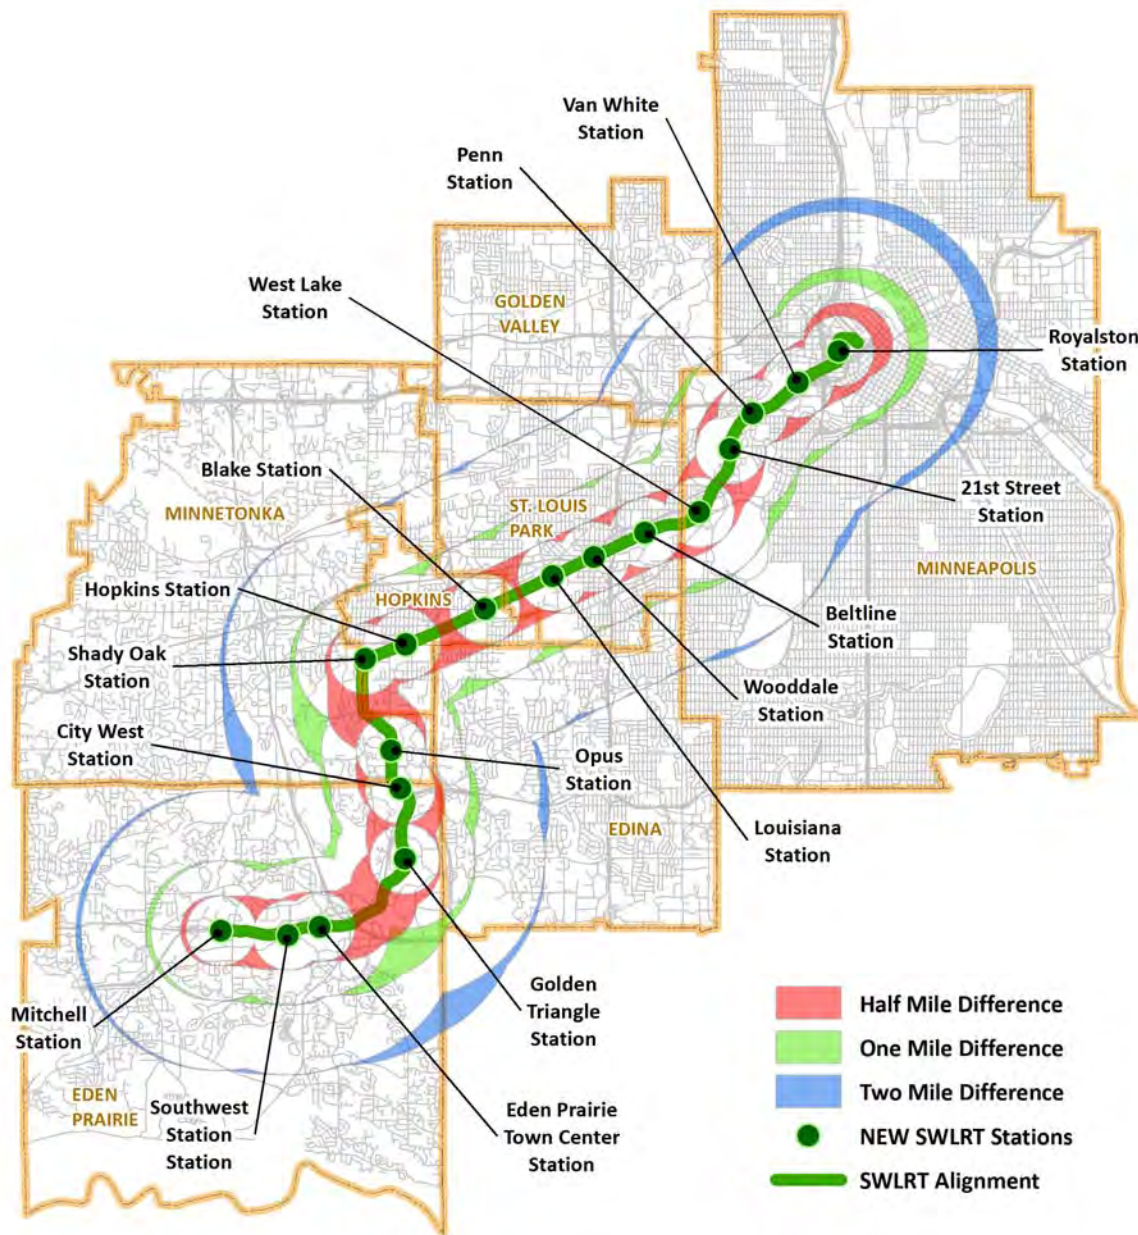 Van White
Station
Penn
Station
West Lake
Station
GOLDEN
VALLEY
Royalston
Station
Blake Station
MINNETONKA
ST. LOUIS
PARK
21st Street
Station
MINNEAPOLIS
Hopkins Station
HOPKINS
Beltline
Station
Shady Oak
Station
Wooddale
Station
City West
Station
Opus
Station
EDINA
Louisiana
Station
Golden
Triangle
Station
Mitchell
Station
EDEN
PRAIRIE
Southwest
Station
Station
Eden Prairie
Town Center
Station
Half Mile Difference
One Mile Difference
Two Mile Difference
NEW SWLRT Stations
SWLRT Alignment